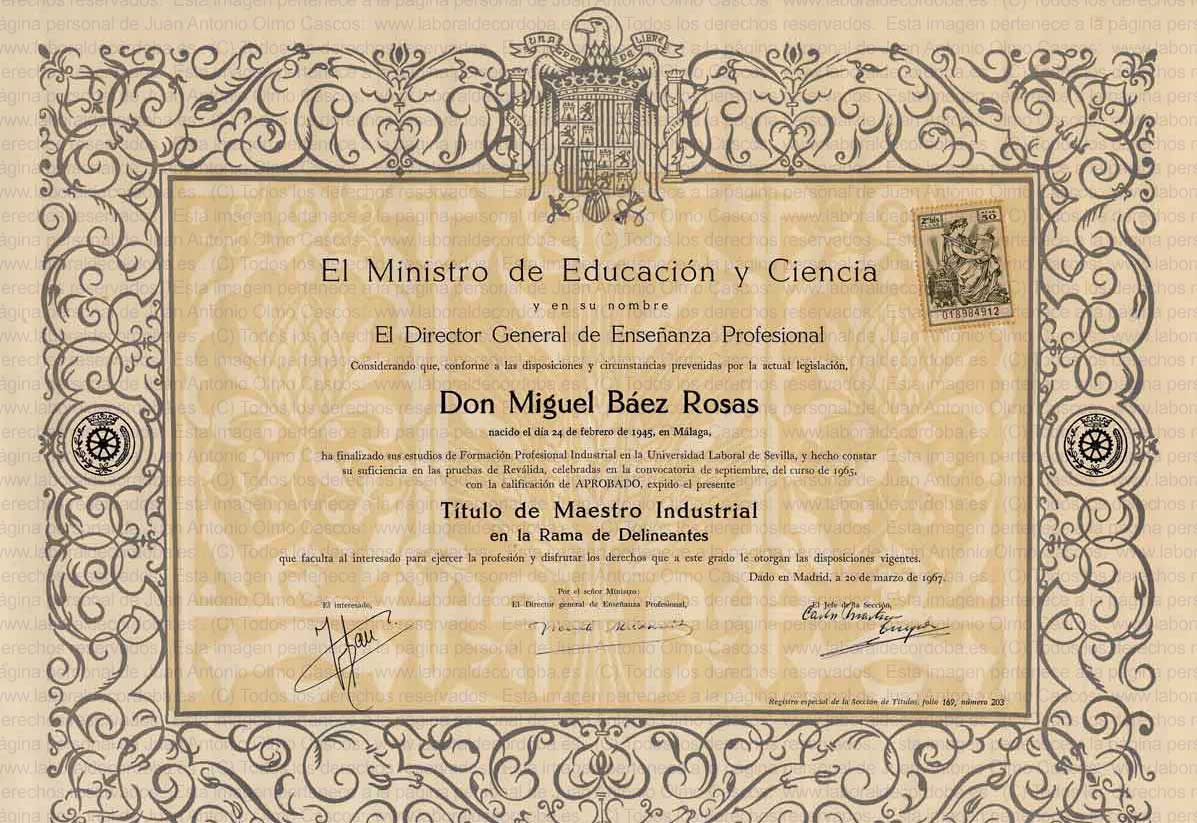 UNA GRANDE LIBRE
2ª bis 50
018984912
El Ministro de Educación y Ciencia
y en su nombre
El Director General de Enseñanza Profesional
Considerando que, conforme a las disposiciones y circunstancias prevenidas por la actual legislación,
Don Miguel Báez Rosas
nacido el día 24 de febrero de 1945, en Málaga,
ha finalizado sus estudios de Formación Profesional Industrial en la Universidad Laboral de Sevilla, y hecho constar
su suficiencia en las pruebas de Reválida, celebradas en la convocatoria de septiembre, del curso de 1965,
con la calificación de APROBADO, expido el presente
Título de Maestro Industrial
en la Rama de Delineantes
que faculta al interesado para ejercer la profesión y disfrutar los derechos que a este grado le otorgan las disposiciones vigentes.
Dado en Madrid, a 20 de marzo de 1967.
Por el señor Ministro:
El interesado,
El Director general de Enseñanza Profesional,
El Jefe de la Sección,
Registro especial de la Sección de Títulos, folio 169, número 203
Esta imagen pertenece a la página personal de Juan Antonio Olmo Cascos: www.laboraldecordoba.es (C) Todos los derechos reservados.